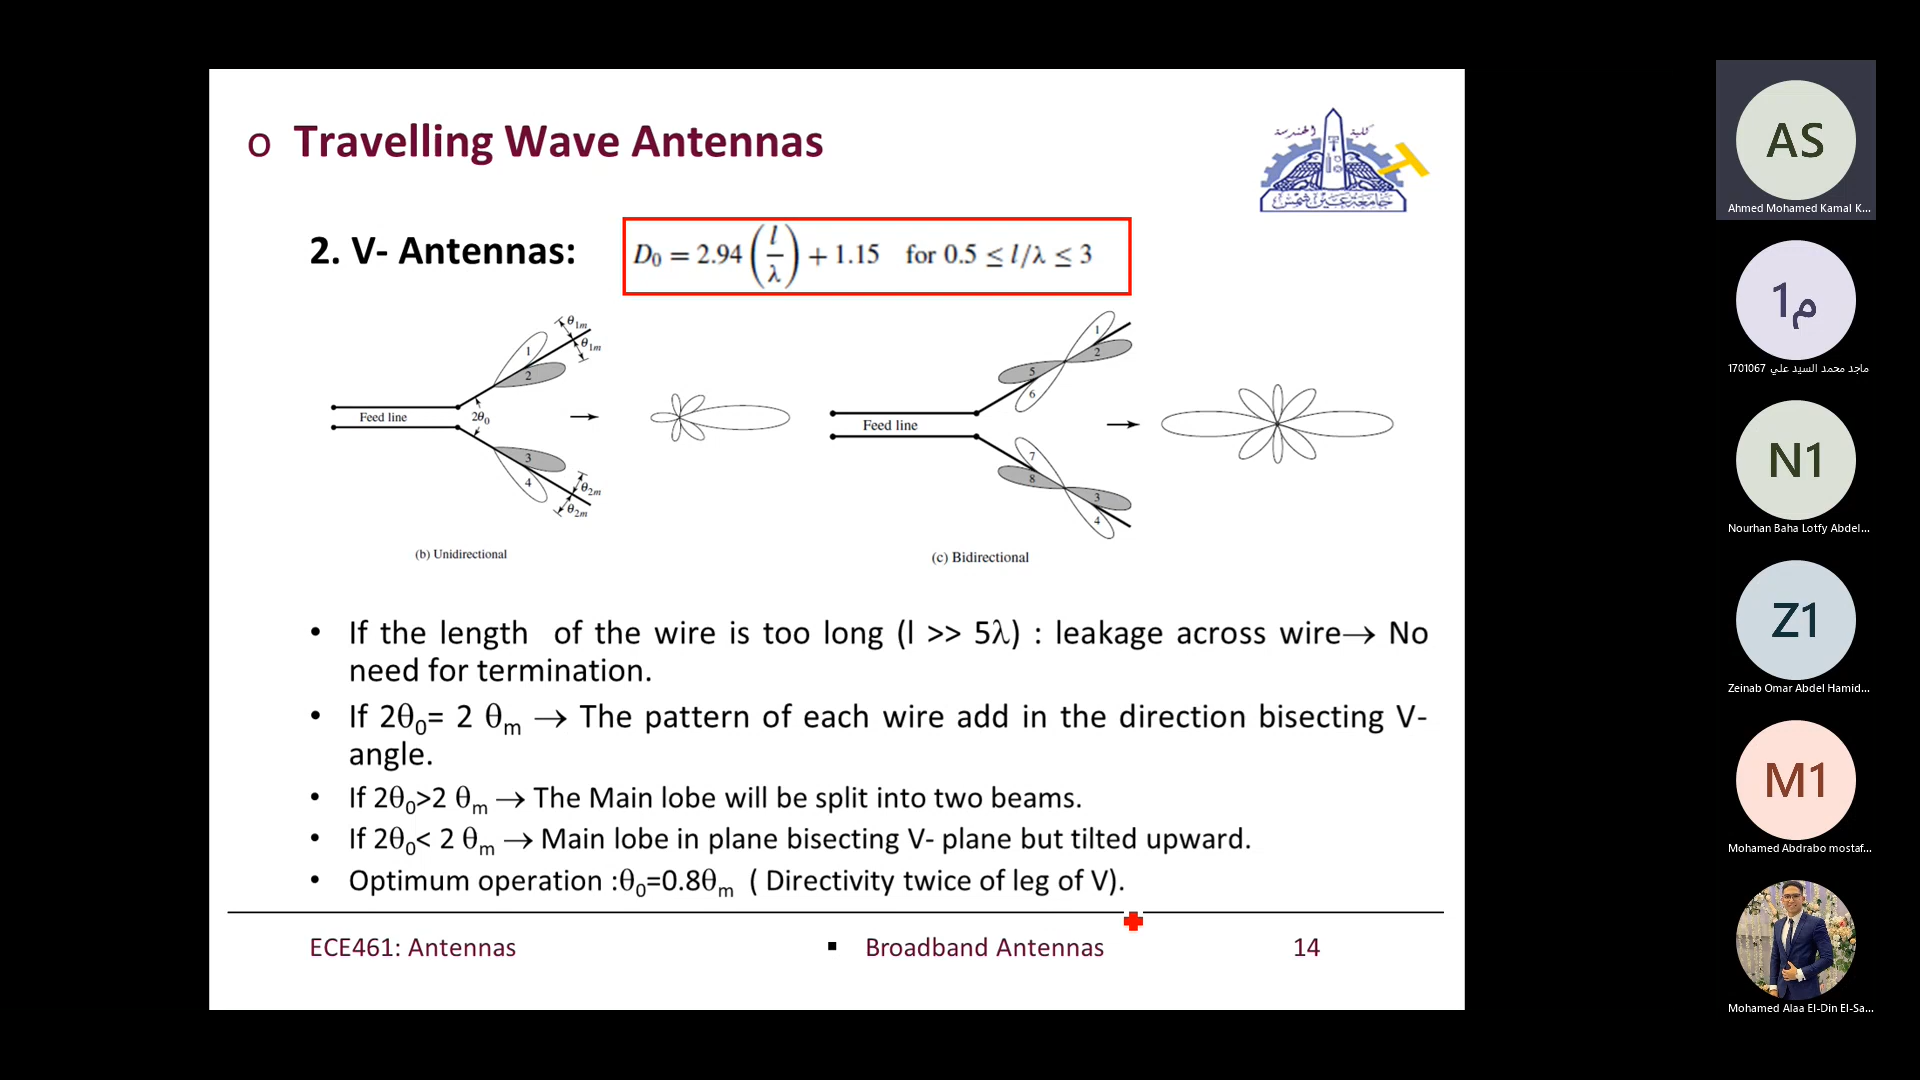 o Travelling Wave Antennas
كلية الهندسة
جامعة عين شمس
2. V- Antennas:
D₀ = 2.94 (l/λ) + 1.15 for 0.5 ≤ l/λ ≤ 3
θ1m
θ1m
1
2
Feed line
2θ0
3
4
θ2m
θ2m
(b) Unidirectional
1
2
5
6
Feed line
7
8
3
4
(c) Bidirectional
• If the length of the wire is too long (l >> 5λ) : leakage across wire→ No
need for termination.
• If 2θ₀= 2 θm → The pattern of each wire add in the direction bisecting V-
angle.
• If 2θ₀>2 θm → The Main lobe will be split into two beams.
• If 2θ₀< 2 θm → Main lobe in plane bisecting V- plane but tilted upward.
• Optimum operation :θ₀=0.8θm ( Directivity twice of leg of V).
ECE461: Antennas ▪ Broadband Antennas 14
AS
Ahmed Mohamed Kamal K...
م1
ماجد محمد السيد علي 1701067
N1
Nourhan Baha Lotfy Abdel...
Z1
Zeinab Omar Abdel Hamid...
M1
Mohamed Abdrabo mostaf...
Mohamed Alaa El-Din El-Sa...